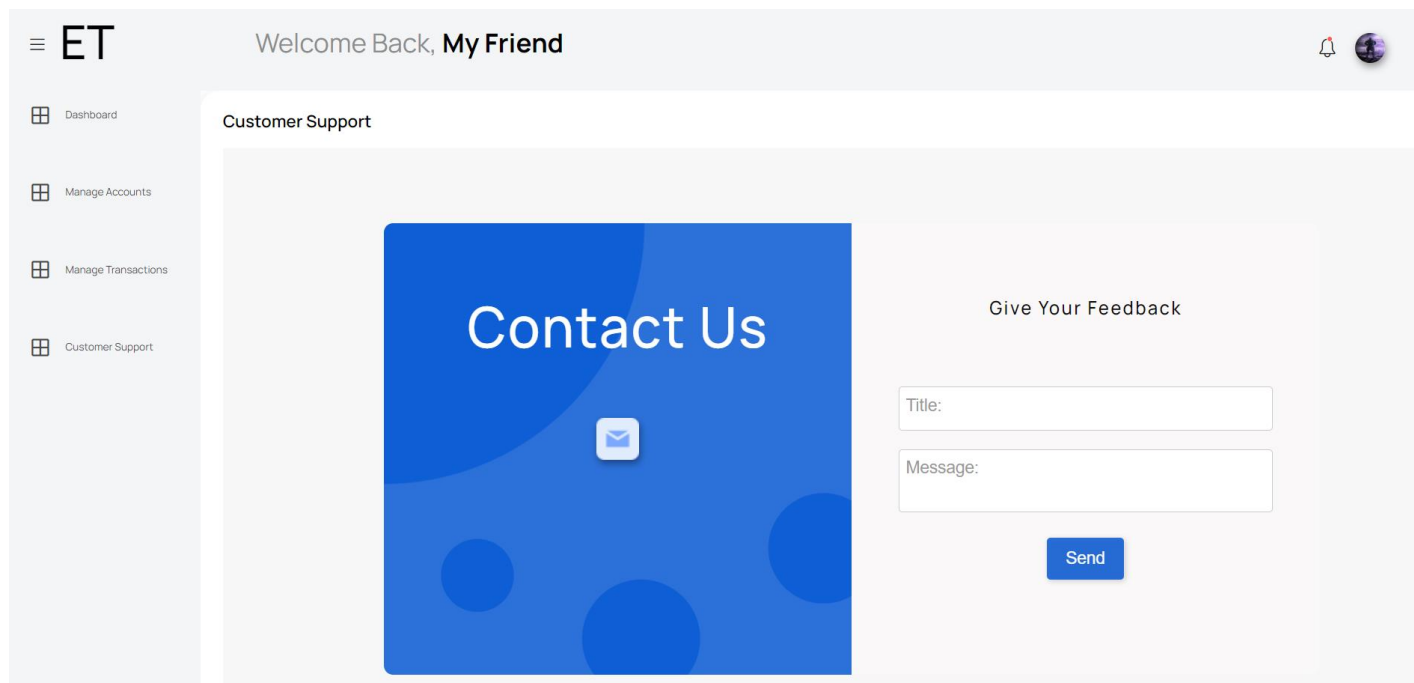 ET
Welcome Back, My Friend
Dashboard
Manage Accounts
Manage Transactions
Customer Support
Customer Support
Contact Us
Give Your Feedback
Title:
Message:
Send